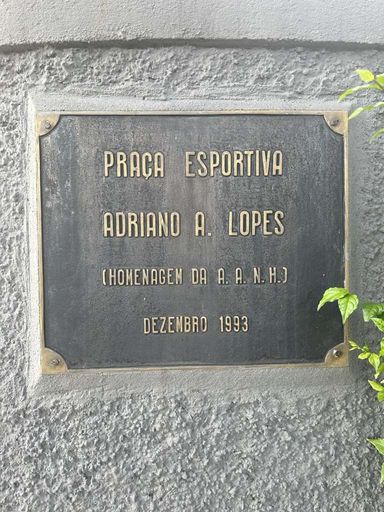 PRAÇA ESPORTIVA
ADRIANO A. LOPES
(HOMENAGEM DA A. A. N. H.)
DEZEMBRO 1993